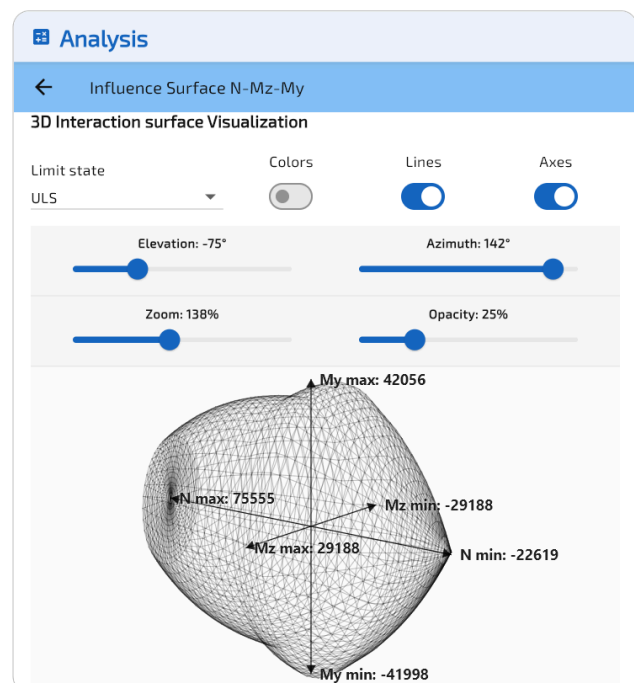 Analysis
Influence Surface N-Mz-My
3D Interaction surface Visualization
Limit state
Colors
Lines
Axes
ULS
Elevation: -75°
Azimuth: 142°
Zoom: 138%
Opacity: 25%
My max: 42056
N max: 75555
Mz min: -29188
Mz max: 29188
N min: -22619
My min: -41998